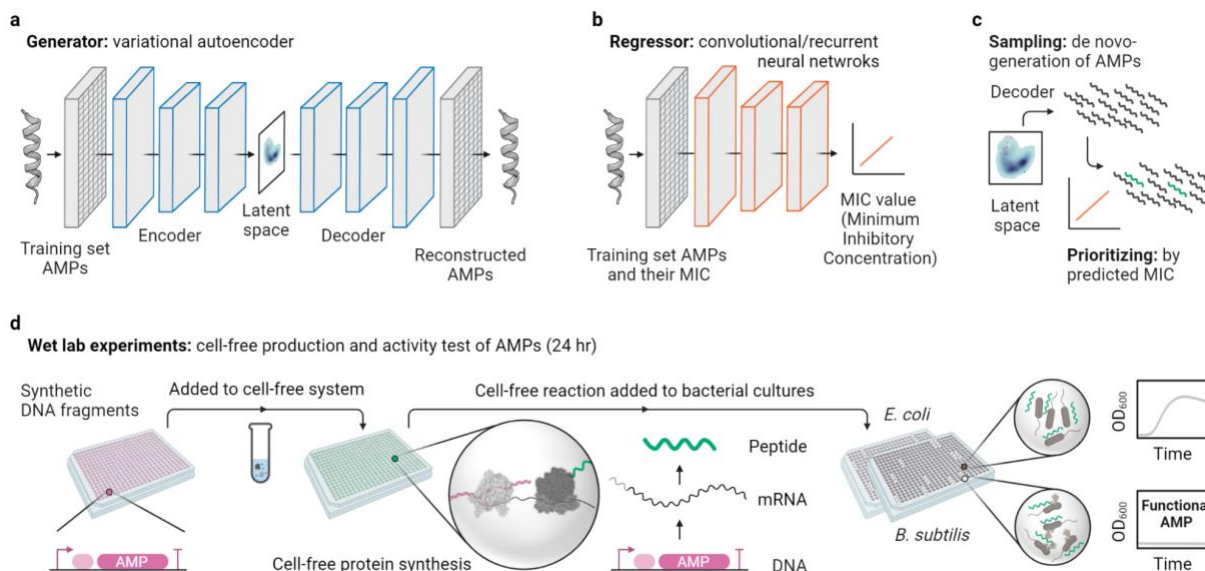 a
Generator: variational autoencoder
Training set
AMPs
Encoder
Latent
space
Decoder
Reconstructed
AMPs
b
Regressor: convolutional/recurrent
neural netwroks
Training set AMPs
and their MIC
MIC value
(Minimum
Inhibitory
Concentration)
c
Sampling: de novo-
generation of AMPs
Decoder
Latent
space
Prioritizing: by
predicted MIC
d
Wet lab experiments: cell-free production and activity test of AMPs (24 hr)
Synthetic
DNA fragments
Added to cell-free system
Cell-free reaction added to bacterial cultures
AMP
Cell-free protein synthesis
Peptide
mRNA
AMP
DNA
E. coli
B. subtilis
OD600
Time
OD600
Functiona
AMP
Time